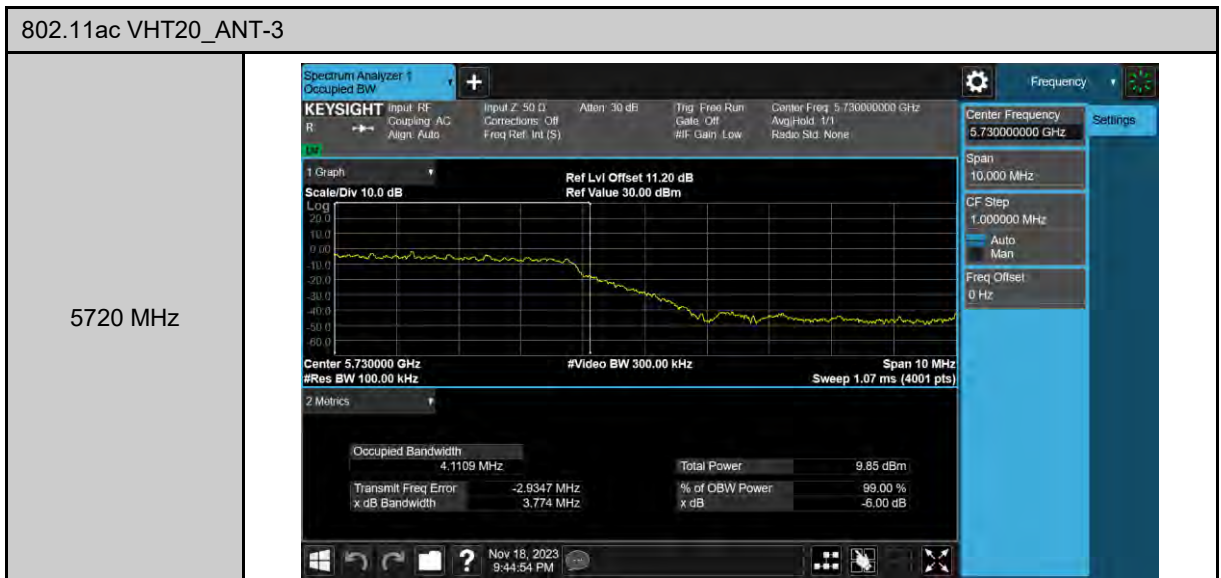 802.11ac VHT20_ANT-3
5720 MHz
Spectrum Analyzer 1
Occupied BW
Frequency
KEYSIGHT
R
Input: RF
Coupling: AC
Align: Auto
Input Z: 50 Ω
Corrections: Off
Freq Ref: Int (S)
Atten: 30 dB
Trig: Free Run
Gate: Off
#IF Gain: Low
Center Freq: 5.730000000 GHz
Avg|Hold: 1/1
Radio Std: None
Center Frequency
5.730000000 GHz
Settings
Span
10.000 MHz
CF Step
1.000000 MHz
Auto
Man
Freq Offset
0 Hz
1 Graph
Scale/Div 10.0 dB
Ref Lvl Offset 11.20 dB
Ref Value 30.00 dBm
Log
20.0
10.0
0.00
-10.0
-20.0
-30.0
-40.0
-50.0
-60.0
Center 5.730000 GHz
#Video BW 300.00 kHz
Span 10 MHz
#Res BW 100.00 kHz
Sweep 1.07 ms (4001 pts)
2 Metrics
Occupied Bandwidth
4.1109 MHz
Total Power 9.85 dBm
Transmit Freq Error -2.9347 MHz
% of OBW Power 99.00 %
x dB Bandwidth 3.774 MHz
x dB -6.00 dB
?
Nov 18, 2023
9:44:54 PM